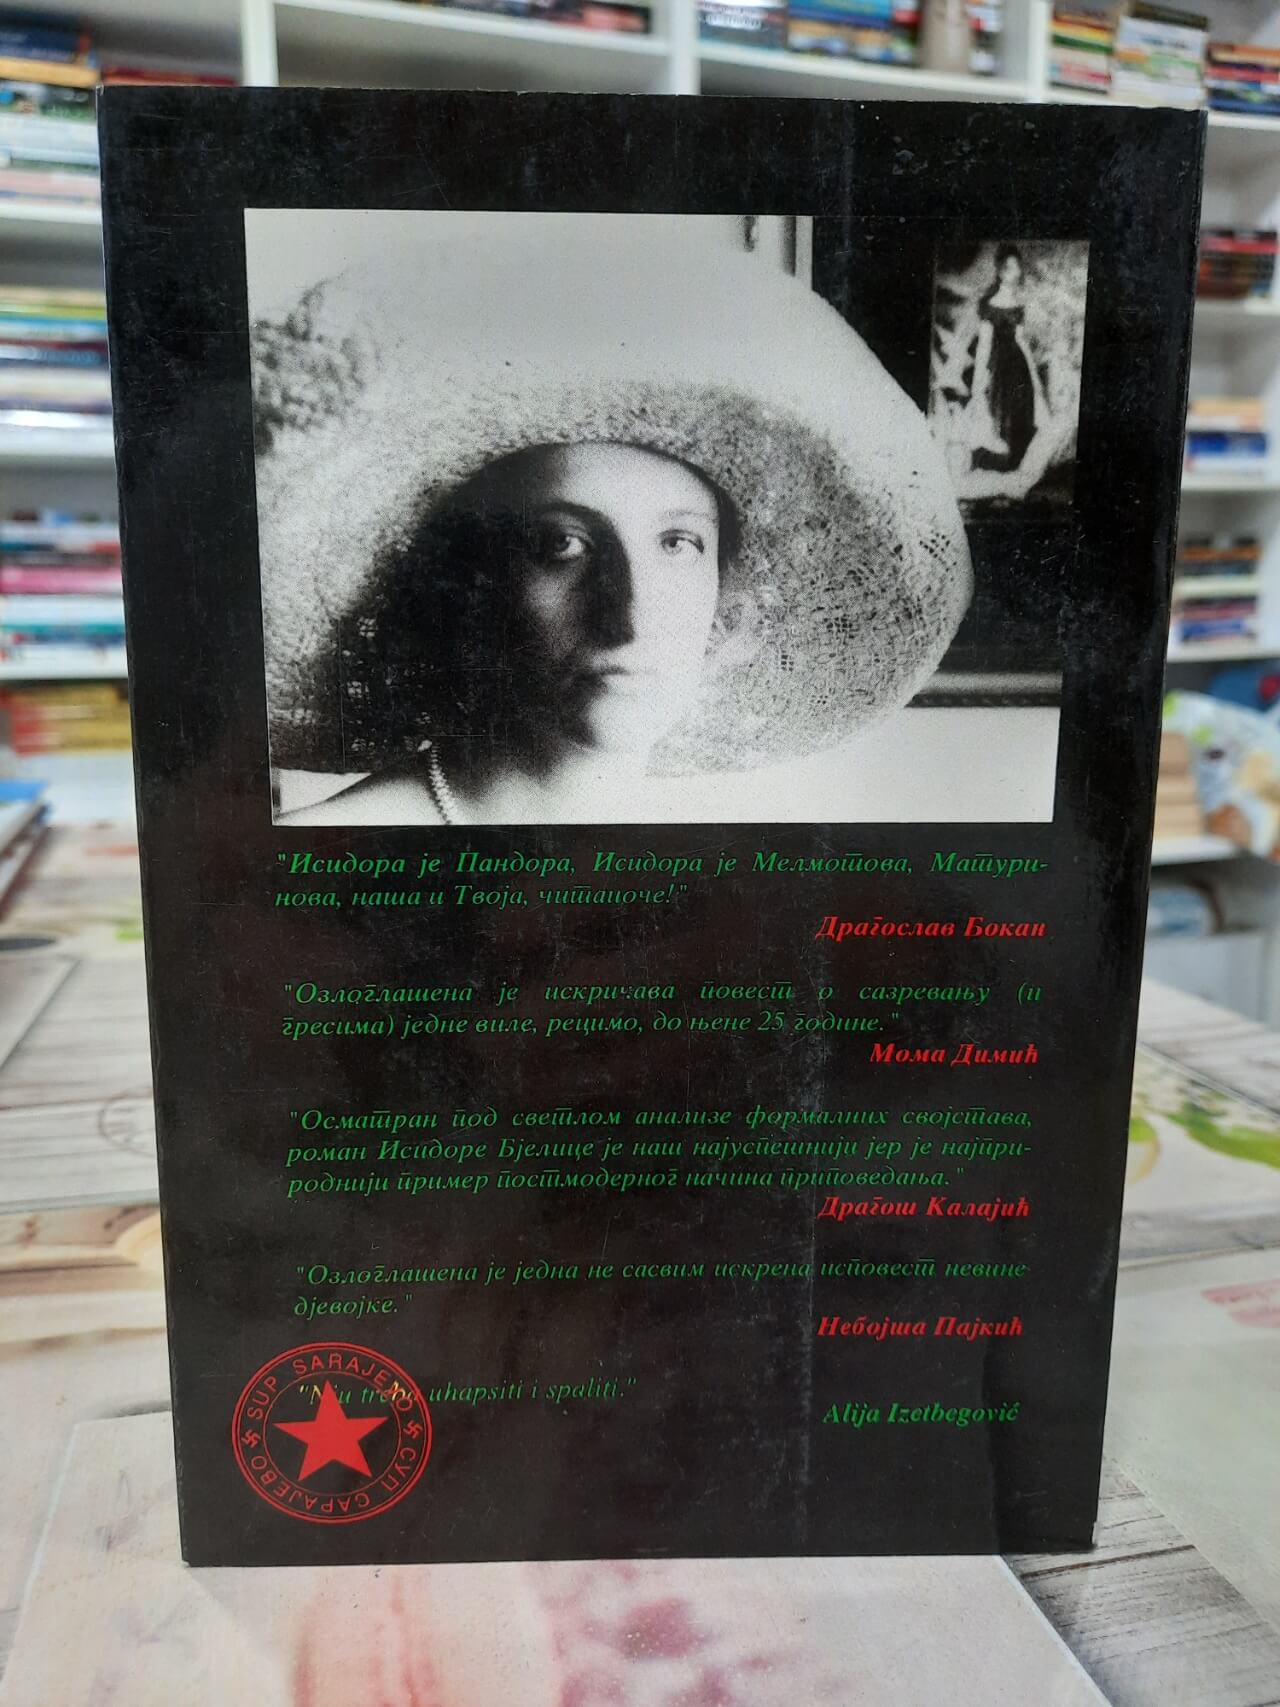 "Исидора је Пандора, Исидора је Мелмотова, Матури-
нова, наша и Твоја, читаоче!"
Драгослав Бокан
"Озлоглашена је искричава повест о сазревању (и
гресима) једне виле, рецимо, до њене 25 године."
Мома Димић
"Осматран под светлом анализе формалних својстава,
роман Исидоре Бјелице је наш најуспешнији јер је најпри-
роднији пример постмодерног начина приповедања."
Драгош Калајић
"Озлоглашена је једна не сасвим искрена исповест невине
дјевојке."
Небојша Пајкић
"Nju treba uhapsiti i spaliti."
Alija Izetbegović
SUP SARAJEVO
СУП САРАЈЕВО